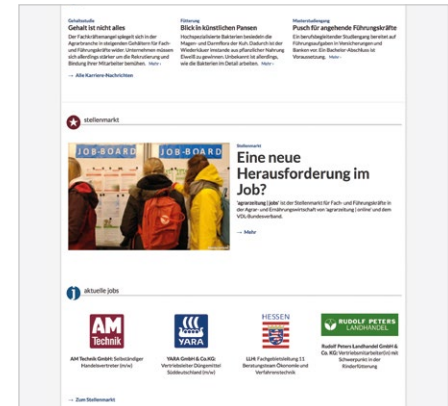 Gehaltsstudie
Gehalt ist nicht alles
Der Fachkräftemangel spiegelt sich in der
Agrarbranche in steigenden Gehältern für Fach-
und Führungskräfte wider. Unternehmen müssen
sich allerdings stärker um die Rekrutierung und
Bindung ihrer Mitarbeiter bemühen. Mehr ›
→ Alle Karriere-Nachrichten
Fütterung
Blick in künstlichen Pansen
Hochspezialisierte Bakterien besiedeln die
Magen- und Darmflora der Kuh. Dadurch ist der
Wiederkäuer imstande aus pflanzlicher Nahrung
Eiweiß zu gewinnen. Unbekannt ist allerdings,
wie die Bakterien im Detail arbeiten. Mehr ›
Masterstudiengang
Pusch für angehende Führungskräfte
Ein berufsbegleitender Studiengang bereitet auf
Führungsaufgaben in Versicherungen und
Banken vor. Ein Bachelor-Abschluss ist
Voraussetzung. Mehr ›
stellenmarkt
JOB-BOARD JOB-BOARD
Stellenmarkt
Eine neue
Herausforderung im
Job?
'agrarzeitung | jobs' ist der Stellenmarkt für Fach- und Führungskräfte in
der Agrar- und Ernährungswirtschaft von 'agrarzeitung | online' und dem
VDL-Bundesverband.
→ Mehr
j aktuelle jobs
AM
Technik
AM Technik GmbH: Selbständiger
Handelsvertreter (m/w)
YARA
YARA GmbH & Co. KG:
Vertriebsleiter Düngemittel
Süddeutschland (m/w)
HESSEN
LLH: Fachgebietsleitung 11
Beratungsteam Ökonomie und
Verfahrenstechnik
RUDOLF PETERS
LANDHANDEL
Rudolf Peters Landhandel GmbH &
Co. KG: Vertriebsmitarbeiter(in) mit
Schwerpunkt in der
Rinderfütterung
→ Zum Stellenmarkt